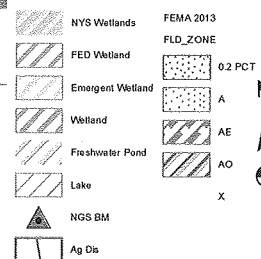 NYS Wetlands
FED Wetland
Emergent Wetland
Wetland
Freshwater Pond
Lake
NGS BM
Ag Dis
FEMA 2013
FLD_ZONE
0.2 PCT
A
AE
AO
X